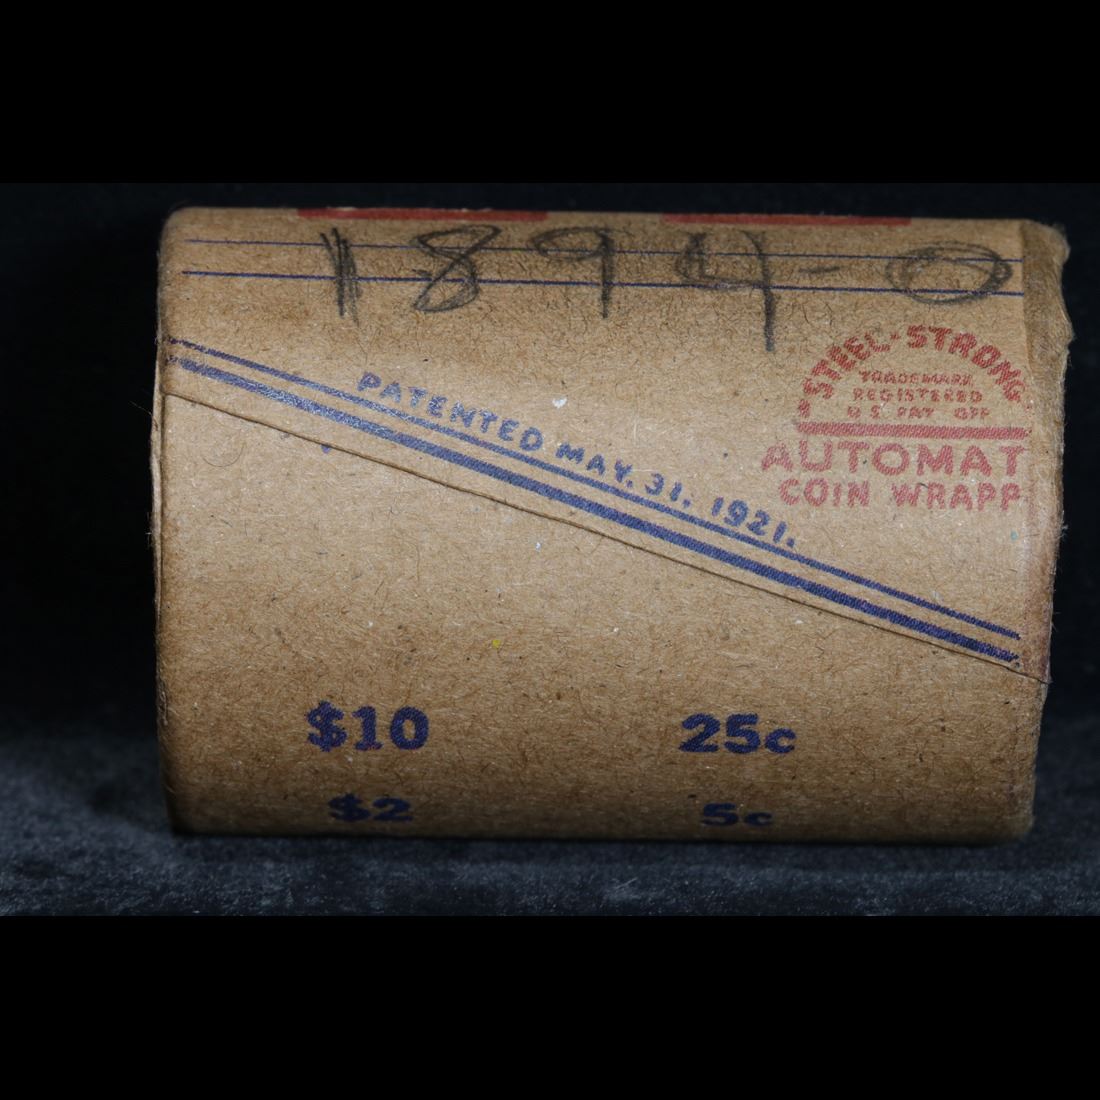 1894-O
STEEL-STRONG
TRADEMARK
REGISTERED
U.S. PAT OFF
AUTOMAT
COIN WRAPP
PATENTED MAY. 31. 1921.
$10 25c
$2 5c